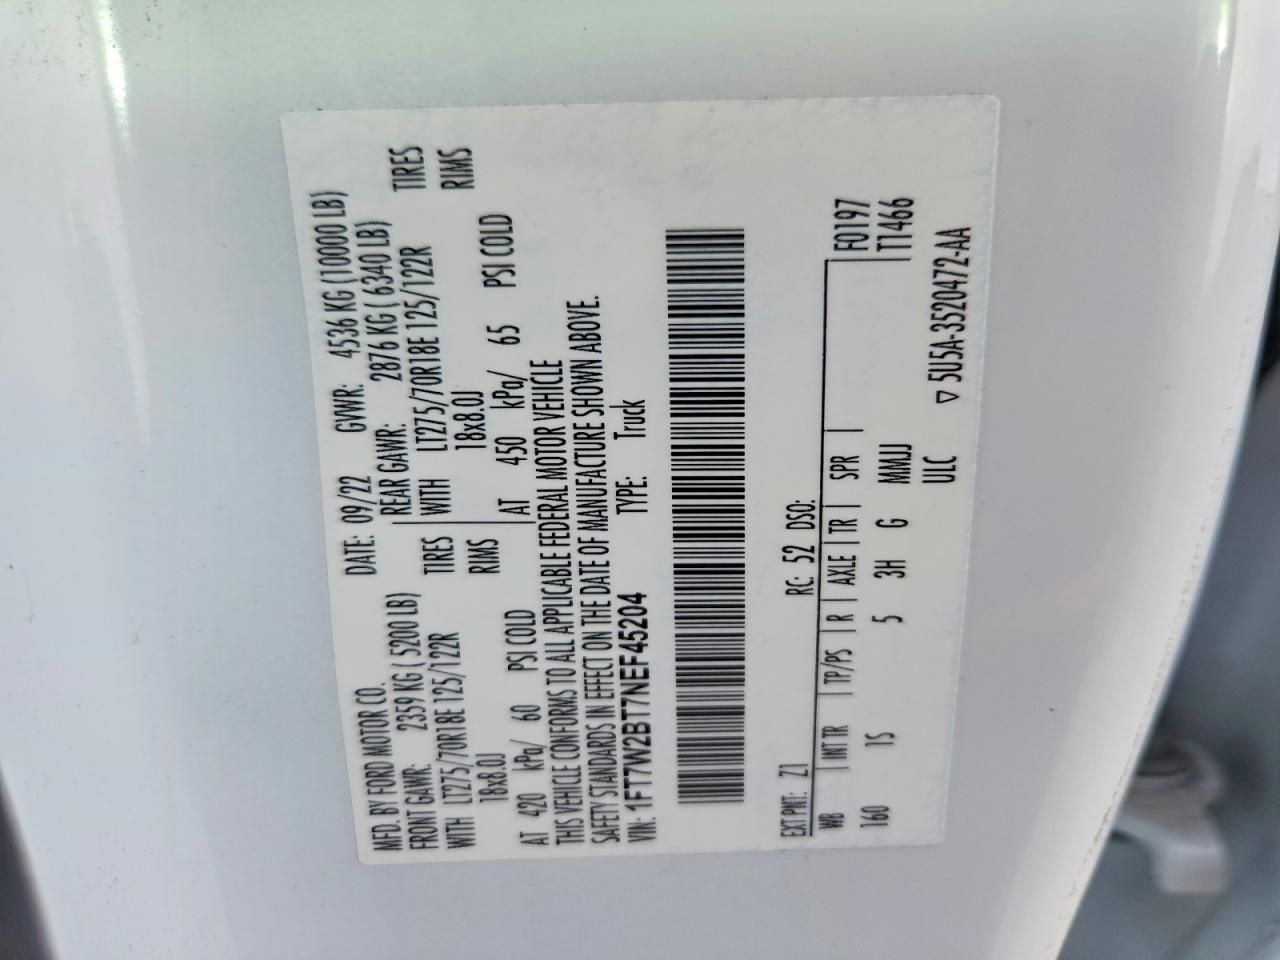 MFD. BY FORD MOTOR CO.
DATE: 09/22 GVWR: 4536 KG (10000 LB)
FRONT GAWR: 2359 KG ( 5200 LB) REAR GAWR: 2876 KG ( 6340 LB)
WITH LT275/70R18E 125/122R TIRES WITH LT275/70R18E 125/122R TIRES
18x8.0J RIMS 18x8.0J RIMS
AT 420 kPa/ 60 PSI COLD AT 450 kPa/ 65 PSI COLD
THIS VEHICLE CONFORMS TO ALL APPLICABLE FEDERAL MOTOR VEHICLE
SAFETY STANDARDS IN EFFECT ON THE DATE OF MANUFACTURE SHOWN ABOVE.
VIN: 1FT7W2BT7NEF45204 TYPE: Truck
EXT PNT: Z1 RC: 52 DSO:
WB INT TR TP/PS R AXLE TR SPR F0197
160 1S 5 3H G MMJJ T1466
ULC
▽ 5U5A-3520472-AA